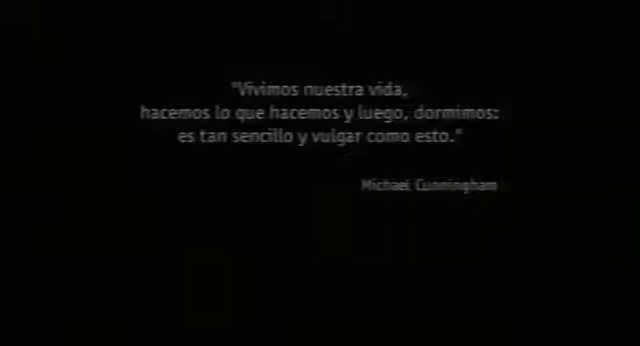 "Vivimos nuestra vida,
hacemos lo que hacemos y luego, dormimos:
es tan sencillo y vulgar como esto."
Michael Cunningham